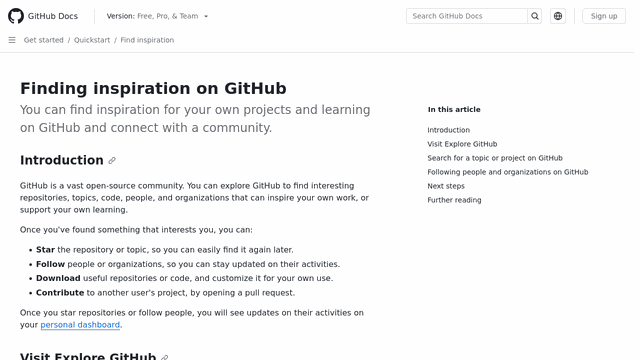 GitHub Docs
Version: Free, Pro, & Team
Search GitHub Docs
Sign up
Get started / Quickstart / Find inspiration
Finding inspiration on GitHub
You can find inspiration for your own projects and learning
on GitHub and connect with a community.
Introduction
GitHub is a vast open-source community. You can explore GitHub to find interesting
repositories, topics, code, people, and organizations that can inspire your own work, or
support your own learning.
Once you've found something that interests you, you can:
• Star the repository or topic, so you can easily find it again later.
• Follow people or organizations, so you can stay updated on their activities.
• Download useful repositories or code, and customize it for your own use.
• Contribute to another user's project, by opening a pull request.
Once you star repositories or follow people, you will see updates on their activities on
your personal dashboard.
Visit Explore GitHub
In this article
Introduction
Visit Explore GitHub
Search for a topic or project on GitHub
Following people and organizations on GitHub
Next steps
Further reading